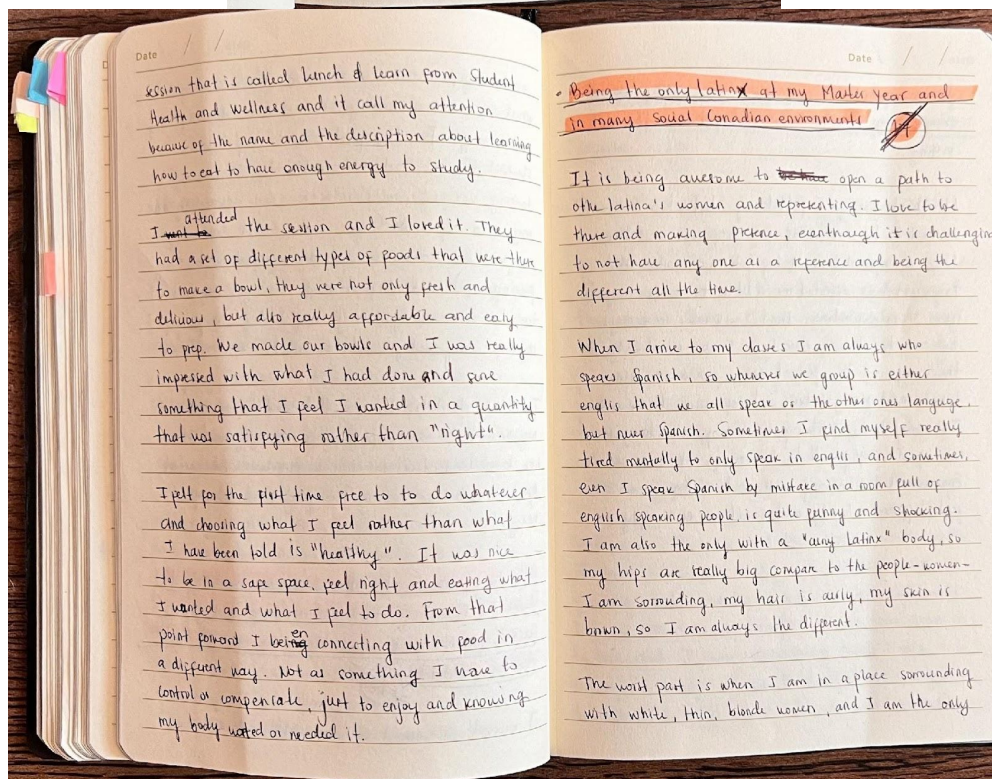 Date / /
session that is called lunch & learn from student
Health and wellness and it call my attention
because of the name and the description about learning
how to eat to have enough energy to study.
I attended the session and I loved it. They
had a set of different types of foods that were there
to make a bowl, they were not only fresh and
delicious, but also really affordable and easy
to prep. We made our bowls and I was really
impressed with what I had done and sure
something that I feel I wanted in a quantity
that was satisfying rather than "right".
I felt for the first time free to to do whatever
and choosing what I feel rather than what
I have been told is "healthy". It was nice
to be in a safe space, feel right and eating what
I wanted and what I feel to do. From that
point forward I been connecting with food in
a different way. Not as something I have to
control or compensate, just to enjoy and knowing
my body wated or needed it.
Date / /
• Being the only latinx at my Master year and
in many social Canadian environments
It is being awesome to open a path to
othe latina's women and representing. I love to be
there and making presence, eventhough it is challenging
to not have any one as a reference and being the
different all the time.
When I arrive to my classes I am always who
speaks Spanish, so whenever we group is either
englis that we all speak or the other ones language,
but never Spanish. Sometimes I find myself really
tired mentally to only speak in englis, and sometimes,
even I speak Spanish by mistake in a room full of
english speaking people, is quite funny and shocking.
I am also the only with a "curvy Latinx" body, so
my hips are really big compare to the people-women-
I am sorrouding, my hair is curly, my skin is
brown, so I am always the different.
The worst part is when I am in a place sorrounding
with white, thin, blonde women, and I am the only